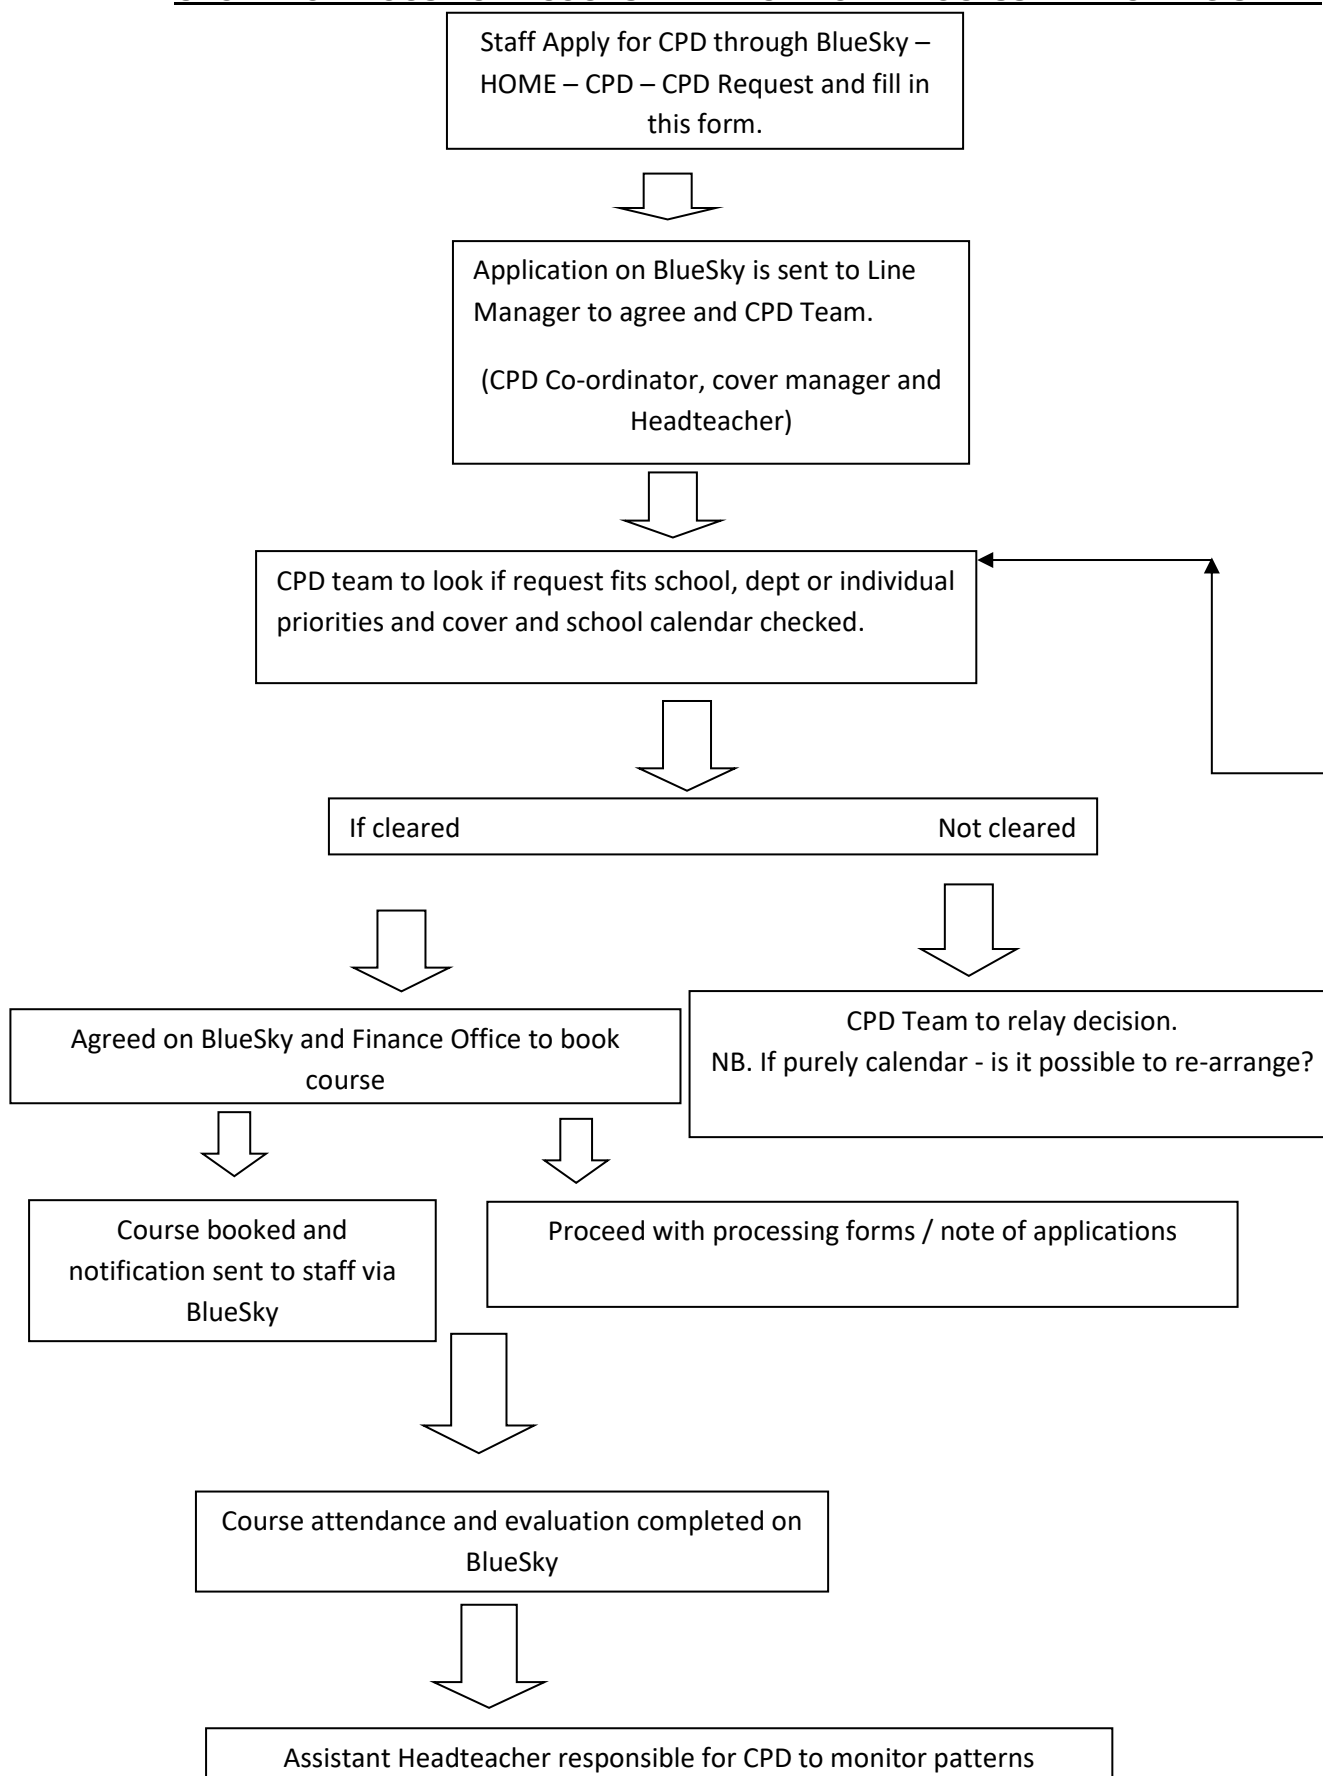 Staff Apply for CPD through BlueSky –
HOME – CPD – CPD Request and fill in
this form.
Application on BlueSky is sent to Line
Manager to agree and CPD Team.
(CPD Co-ordinator, cover manager and
Headteacher)
CPD team to look if request fits school, dept or individual
priorities and cover and school calendar checked.
If cleared
Not cleared
Agreed on BlueSky and Finance Office to book
course
CPD Team to relay decision.
NB. If purely calendar - is it possible to re-arrange?
Course booked and
notification sent to staff via
BlueSky
Proceed with processing forms / note of applications
Course attendance and evaluation completed on
BlueSky
Assistant Headteacher responsible for CPD to monitor patterns